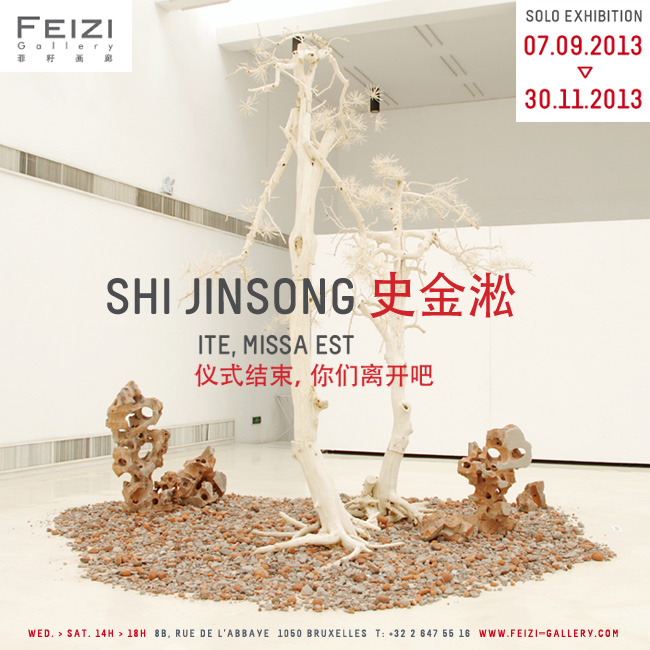 FEIZI
Gallery
菲籽画廊
SOLO EXHIBITION
07.09.2013
30.11.2013
SHI JINSONG 史金淞
ITE, MISSA EST
仪式结束, 你们离开吧
WED. > SAT. 14H > 18H 8B, RUE DE L'ABBAYE 1050 BRUXELLES T: +32 2 647 55 16 WWW.FEIZI-GALLERY.COM